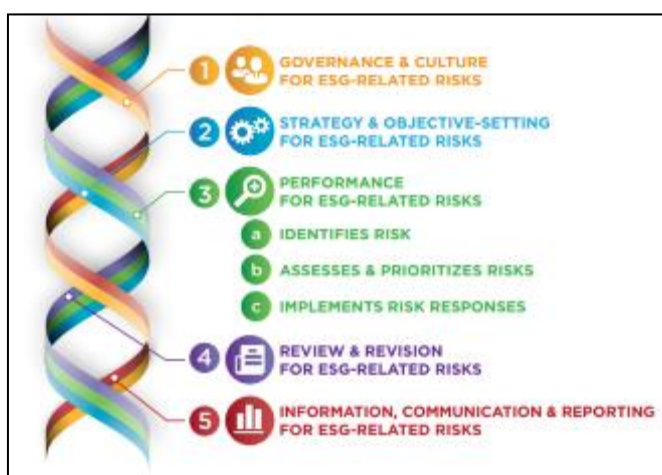 1 GOVERNANCE & CULTURE
FOR ESG-RELATED RISKS
2 STRATEGY & OBJECTIVE-SETTING
FOR ESG-RELATED RISKS
3 PERFORMANCE
FOR ESG-RELATED RISKS
a IDENTIFIES RISK
b ASSESSES & PRIORITIZES RISKS
c IMPLEMENTS RISK RESPONSES
4 REVIEW & REVISION
FOR ESG-RELATED RISKS
5 INFORMATION, COMMUNICATION & REPORTING
FOR ESG-RELATED RISKS